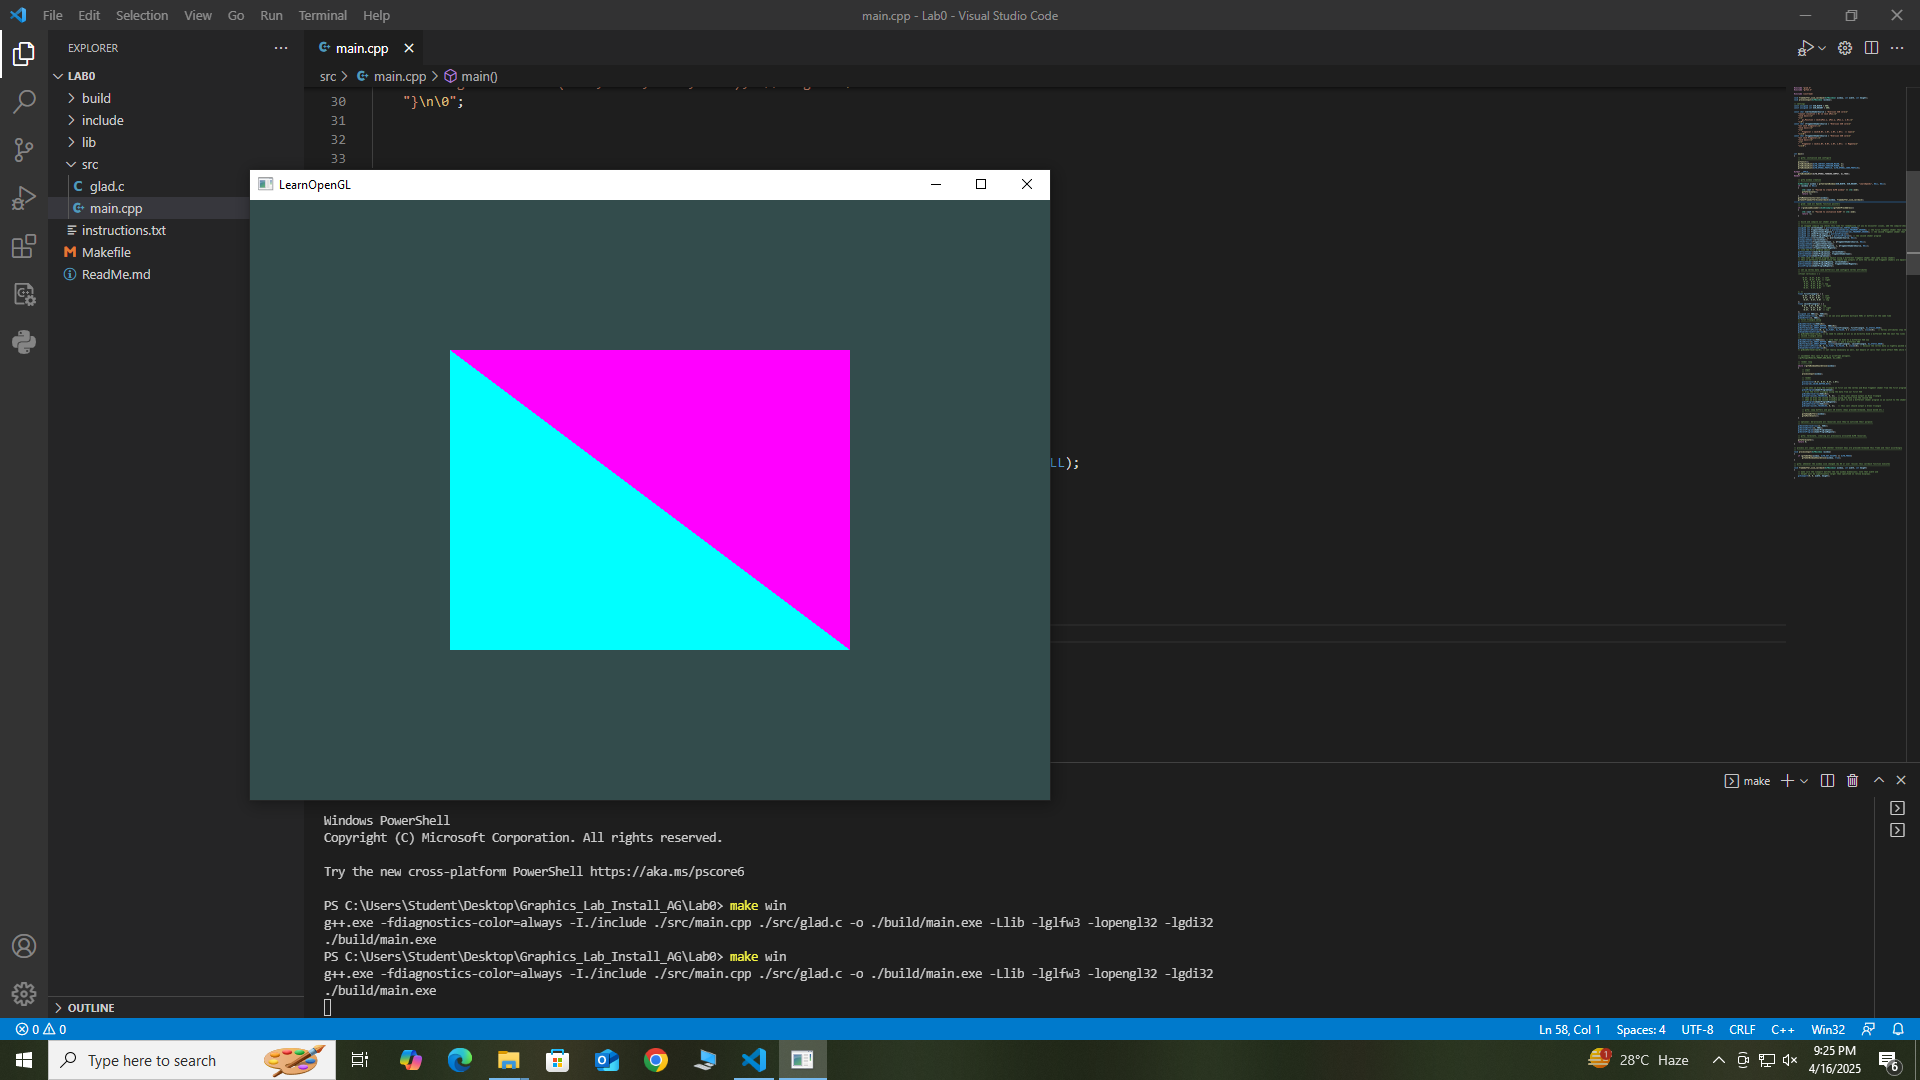 File Edit Selection View Go Run Terminal Help
main.cpp - Lab0 - Visual Studio Code
EXPLORER
LAB0
build
include
lib
src
glad.c
main.cpp
instructions.txt
Makefile
ReadMe.md
OUTLINE
main.cpp
src > main.cpp > main()
30 "}\n\0";
31
32
33
LearnOpenGL
LL);
make
Windows PowerShell
Copyright (C) Microsoft Corporation. All rights reserved.
Try the new cross-platform PowerShell https://aka.ms/pscore6
PS C:\Users\Student\Desktop\Graphics_Lab_Install_AG\Lab0> make win
g++.exe -fdiagnostics-color=always -I./include ./src/main.cpp ./src/glad.c -o ./build/main.exe -Llib -lglfw3 -lopengl32 -lgdi32
./build/main.exe
PS C:\Users\Student\Desktop\Graphics_Lab_Install_AG\Lab0> make win
g++.exe -fdiagnostics-color=always -I./include ./src/main.cpp ./src/glad.c -o ./build/main.exe -Llib -lglfw3 -lopengl32 -lgdi32
./build/main.exe
0 0
Ln 58, Col 1 Spaces: 4 UTF-8 CRLF C++ Win32
Type here to search
1 28°C Haze
9:25 PM
4/16/2025
6